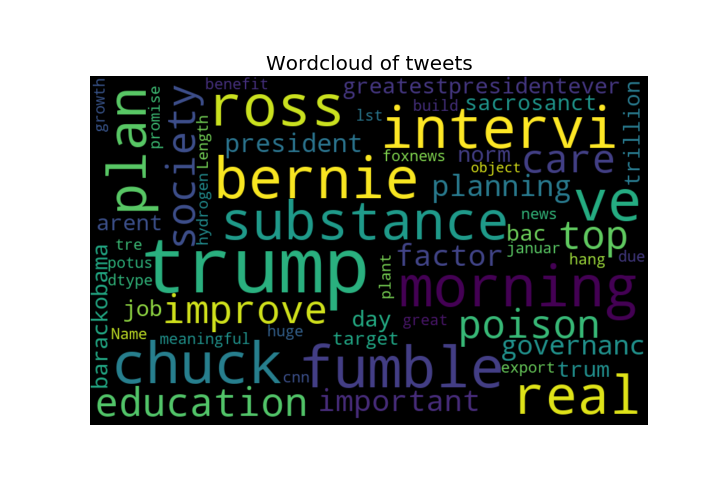 Wordcloud of tweets
growth
promise
plan
society
benefit
ross
greatestpresidentever
lst
build
sacrosanct
trillion
Length
president
intervi
foxnews
norm
object
care
hydrogen
bernie
planning
ve
arent
substance
news
top
bac
januar
tre
potus
dtype
trump
factor
hang
due
barackobama
plant
morning
job
improve
day
great
poison
Name
meaningful
huge
target
governanc
chuck
cnn
fumble
export
trum
education
important
real